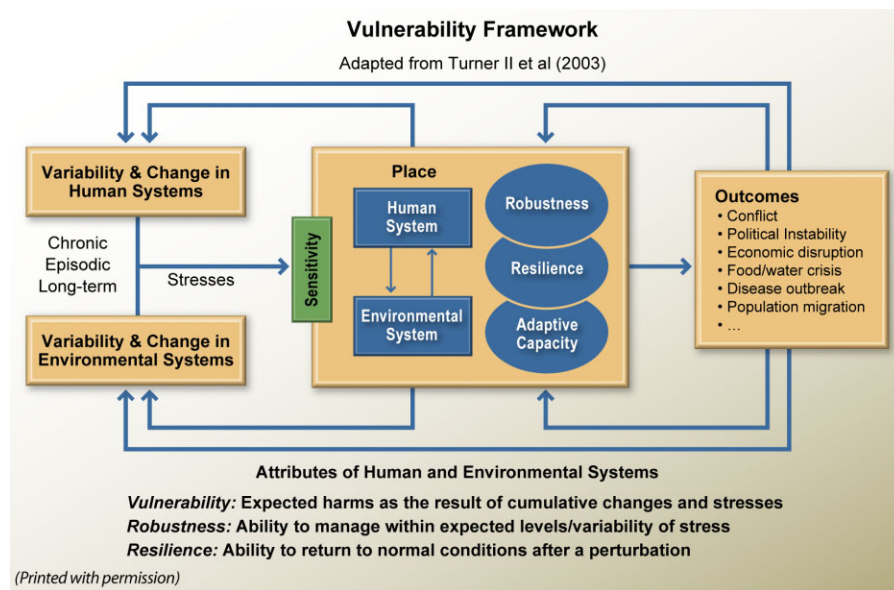 Vulnerability Framework
Adapted from Turner II et al (2003)
Variability & Change in
Human Systems
Chronic
Episodic
Long-term
Stresses
Variability & Change in
Environmental Systems
Sensitivity
Place
Human
System
Environmental
System
Robustness
Resilience
Adaptive
Capacity
Outcomes
• Conflict
• Political Instability
• Economic disruption
• Food/water crisis
• Disease outbreak
• Population migration
• ...
Attributes of Human and Environmental Systems
Vulnerability: Expected harms as the result of cumulative changes and stresses
Robustness: Ability to manage within expected levels/variability of stress
Resilience: Ability to return to normal conditions after a perturbation
(Printed with permission)